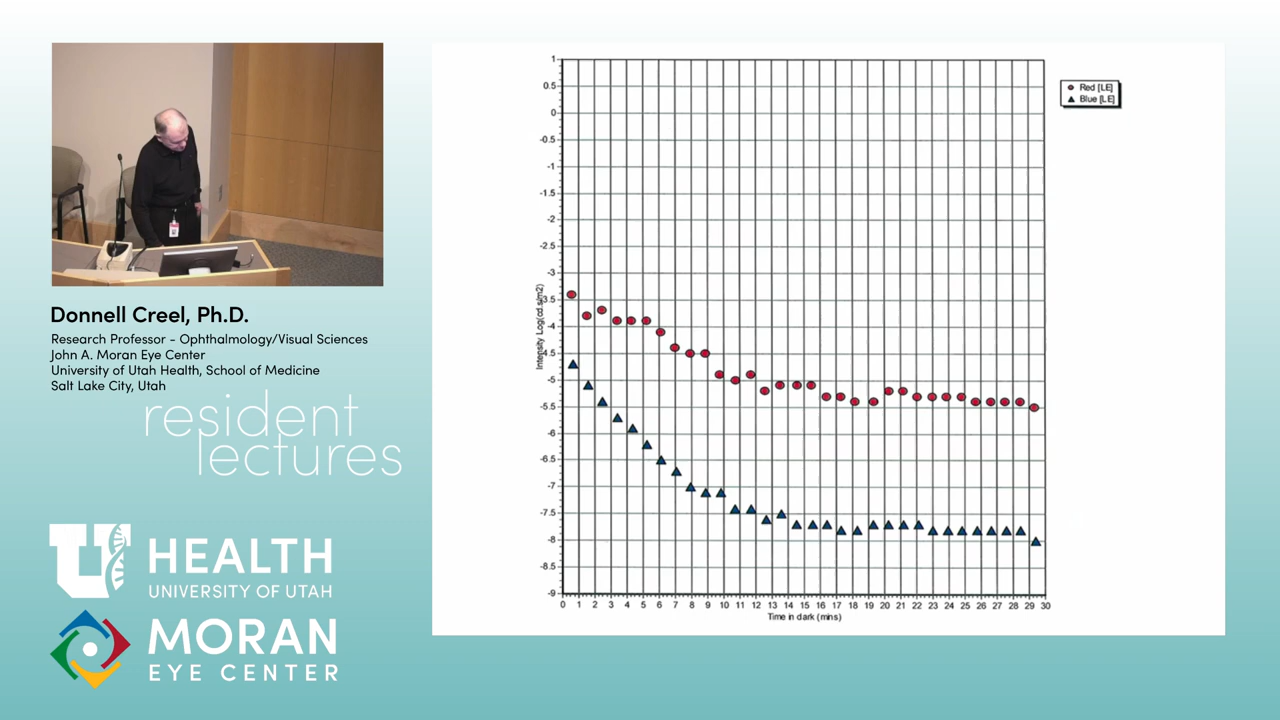 Donnell Creel, Ph.D.
Research Professor - Ophthalmology/Visual Sciences
John A. Moran Eye Center
University of Utah Health, School of Medicine
Salt Lake City, Utah
resident
lectures
U HEALTH
UNIVERSITY OF UTAH
MORAN
EYE CENTER
Red [LE]
Blue [LE]
1
0.5
0
-0.5
-1
-1.5
-2
-2.5
-3
3.5
-4
4.5
-5
-5.5
-6
-6.5
-7
-7.5
-8
-8.5
-9
Intensity Log(cd.s/m2)
0 1 2 3 4 5 6 7 8 9 10 11 12 13 14 15 16 17 18 19 20 21 22 23 24 25 26 27 28 29 30
Time in dark (mins)